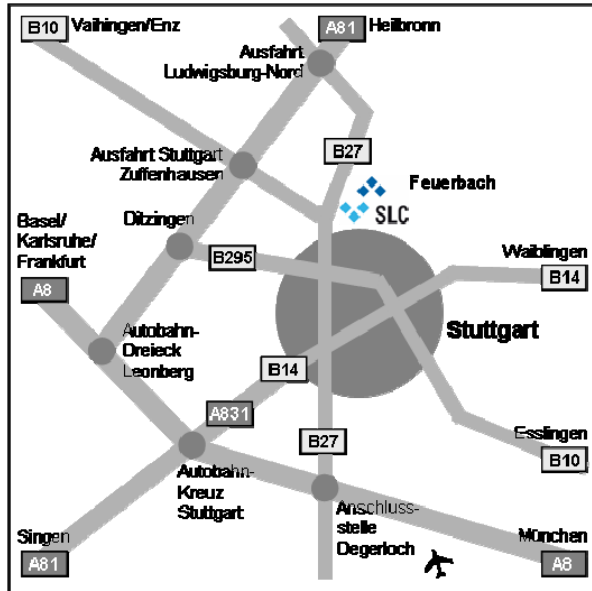 B10
Vaihingen/Enz
A81
Heilbronn
Ausfahrt
Ludwigsburg-Nord
B27
Ausfahrt Stuttgart
Zuffenhausen
Feuerbach
SLC
Basel/
Karlsruhe/
Frankfurt
A8
Ditzingen
B295
Waiblingen
B14
Stuttgart
Autobahn-
Dreieck
Leonberg
B14
A831
B27
Esslingen
B10
Autobahn-
Kreuz
Stuttgart
Anschluss-
stelle
Degerloch
Singen
A81
München
A8